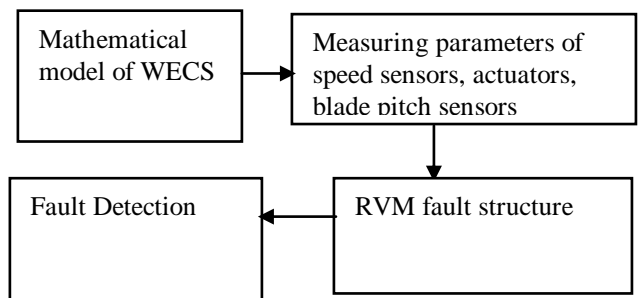 Mathematical
model of WECS
Measuring parameters of
speed sensors, actuators,
blade pitch sensors
Fault Detection
RVM fault structure